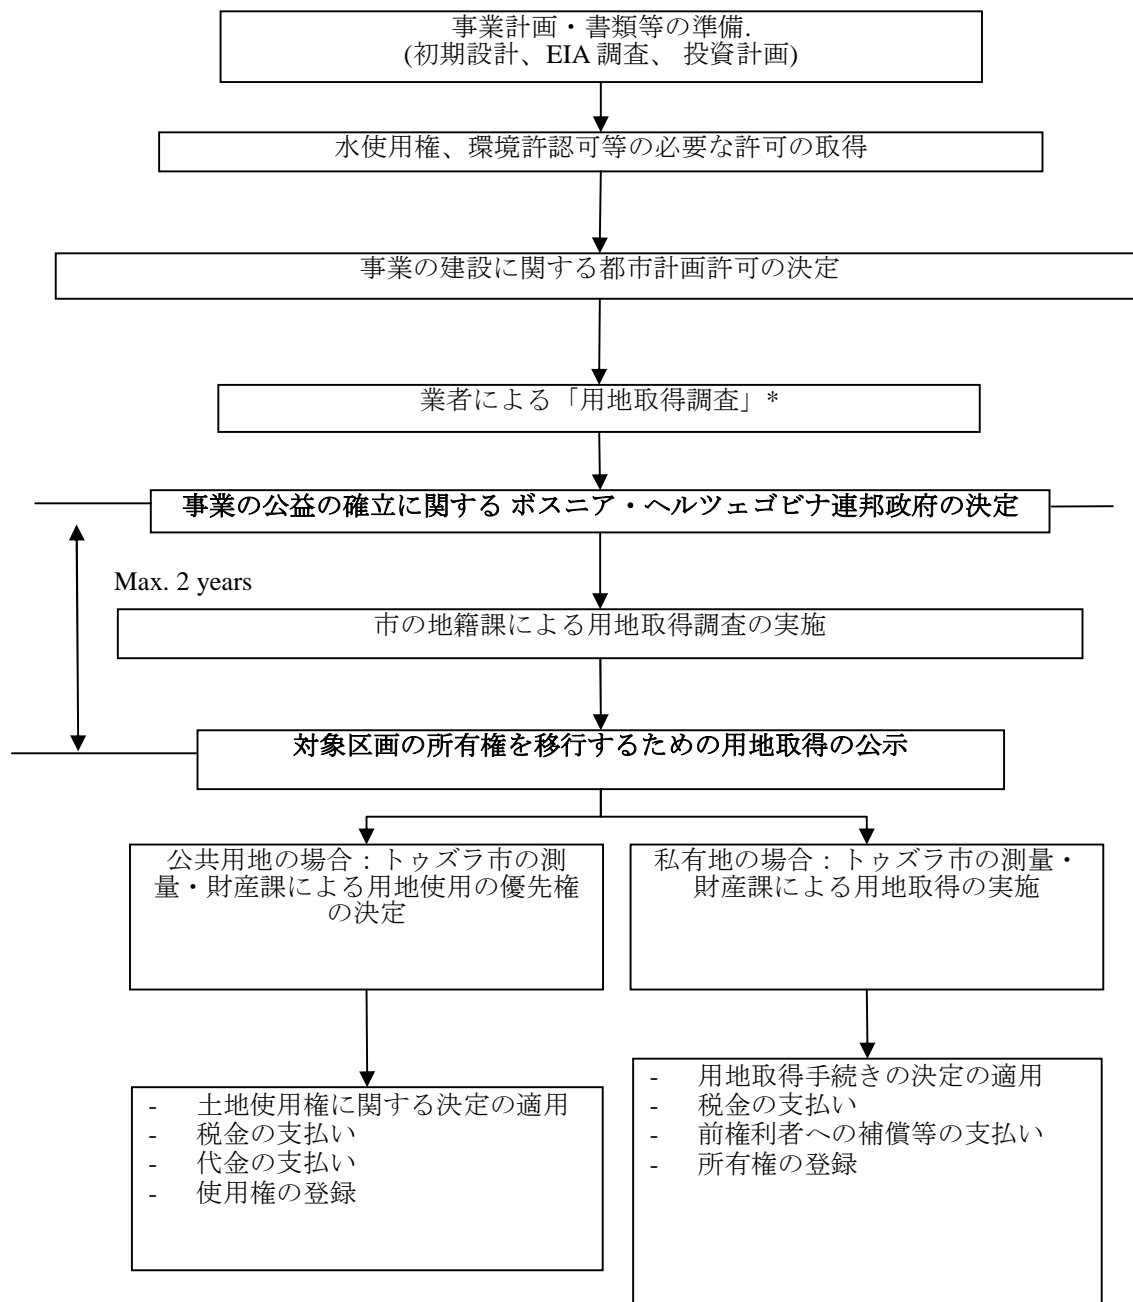 事業計画・書類等の準備.
(初期設計、EIA 調査、 投資計画)
水使用権、環境許認可等の必要な許可の取得
事業の建設に関する都市計画許可の決定
業者による「用地取得調査」*
事業の公益の確立に関する ボスニア・ヘルツェゴビナ連邦政府の決定
Max. 2 years
市の地籍課による用地取得調査の実施
対象区画の所有権を移行するための用地取得の公示
公共用地の場合：トゥズラ市の測
量・財産課による用地使用の優先権
の決定
私有地の場合：トゥズラ市の測量・
財産課による用地取得の実施
- 土地使用権に関する決定の適用
- 税金の支払い
- 代金の支払い
- 使用権の登録
- 用地取得手続きの決定の適用
- 税金の支払い
- 前権利者への補償等の支払い
- 所有権の登録